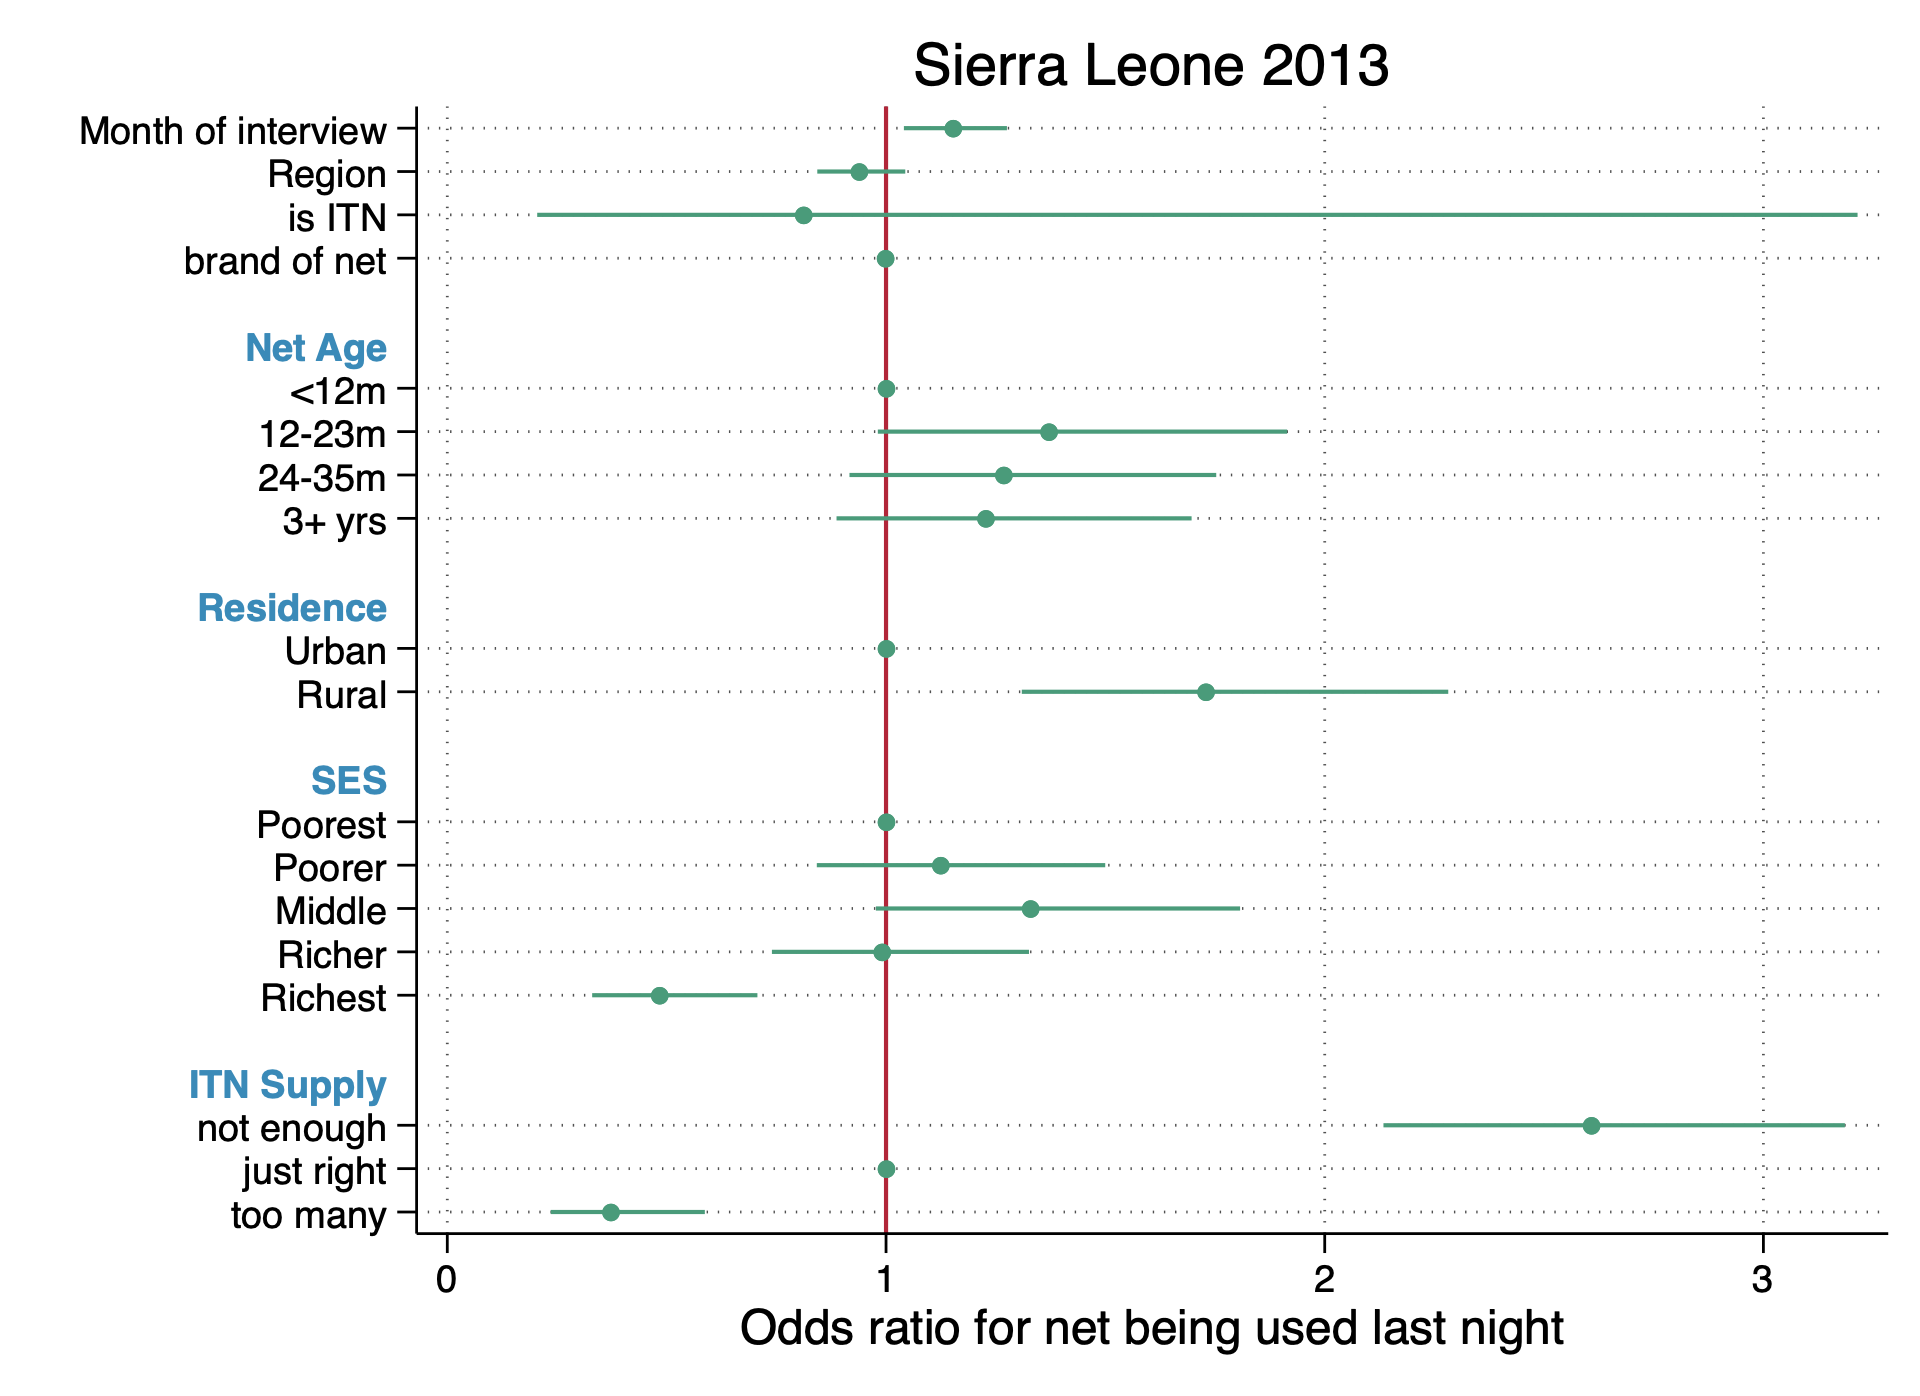 Sierra Leone 2013
Month of interview
Region
is ITN
brand of net
Net Age
<12m
12-23m
24-35m
3+ yrs
Residence
Urban
Rural
SES
Poorest
Poorer
Middle
Richer
Richest
ITN Supply
not enough
just right
too many
0 1 2 3
Odds ratio for net being used last night